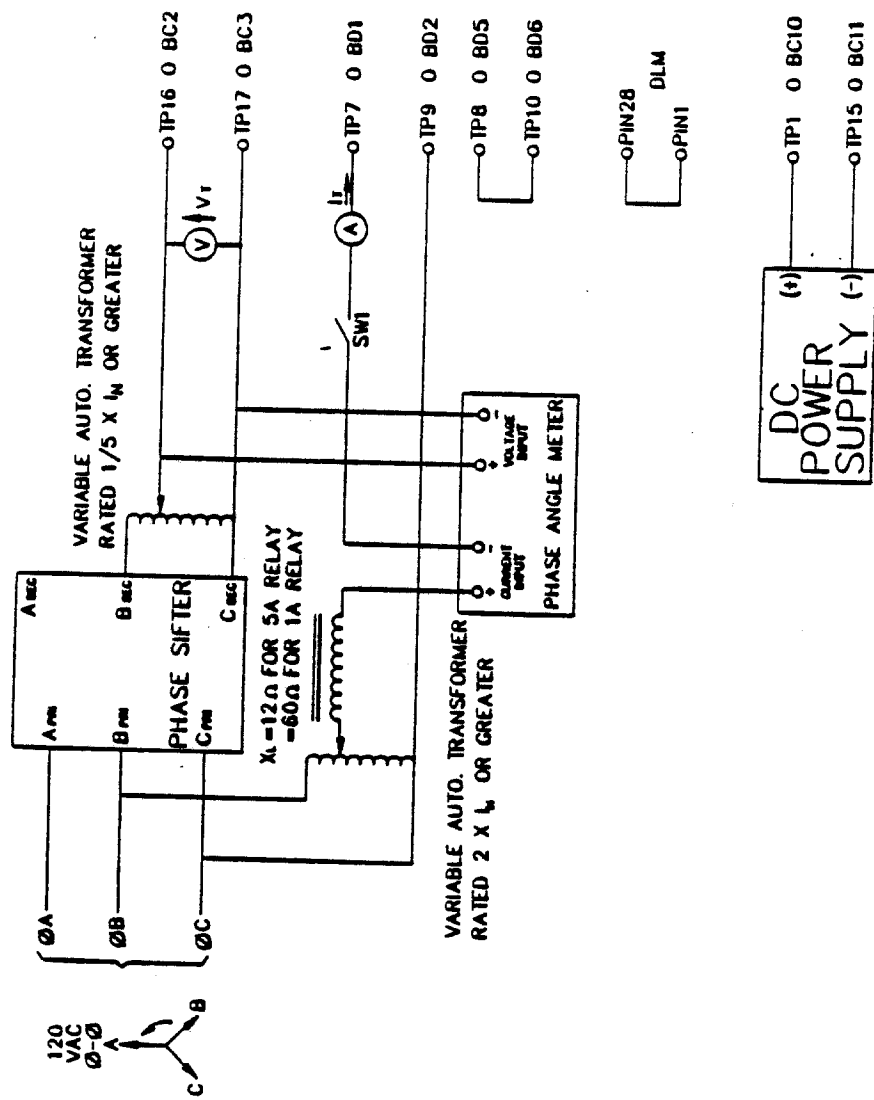 120
VAC
Ø-Ø
A
B
C
ØA
ØB
ØC
A PRI
B PRI
C PRI
PHASE SIFTER
A SEC
B SEC
C SEC
VARIABLE AUTO. TRANSFORMER
RATED 1/5 X IN OR GREATER
V
VT
TP16 O BC2
TP17 O BC3
XL=12Ω FOR 5A RELAY
=60Ω FOR 1A RELAY
SW1
A
IT
TP7 O BD1
TP9 O BD2
TP8 O BD5
TP10 O BD6
VARIABLE AUTO. TRANSFORMER
RATED 2 X IN OR GREATER
+ - + -
CURRENT
INPUT
VOLTAGE
INPUT
PHASE ANGLE METER
PIN28
DLM
PIN1
DC
POWER
SUPPLY
(+)
(-)
TP1 O BC10
TP15 O BC11